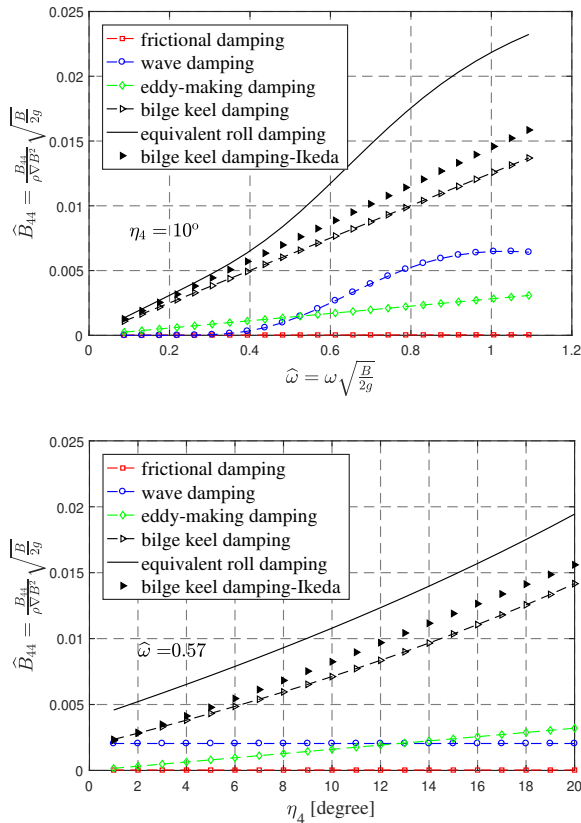 0.025
0.02
0.015
0.01
0.005
0
B̂₄₄ = B₄₄/ρ∇B² √(B/2g)
frictional damping
wave damping
eddy-making damping
bilge keel damping
equivalent roll damping
bilge keel damping-Ikeda
η₄ = 10°
0 0.2 0.4 0.6 0.8 1 1.2
ω̂ = ω√(B/2g)
0.025
0.02
0.015
0.01
0.005
0
B̂₄₄ = B₄₄/ρ∇B² √(B/2g)
frictional damping
wave damping
eddy-making damping
bilge keel damping
equivalent roll damping
bilge keel damping-Ikeda
ω̂ =0.57
0 2 4 6 8 10 12 14 16 18 20
η₄ [degree]